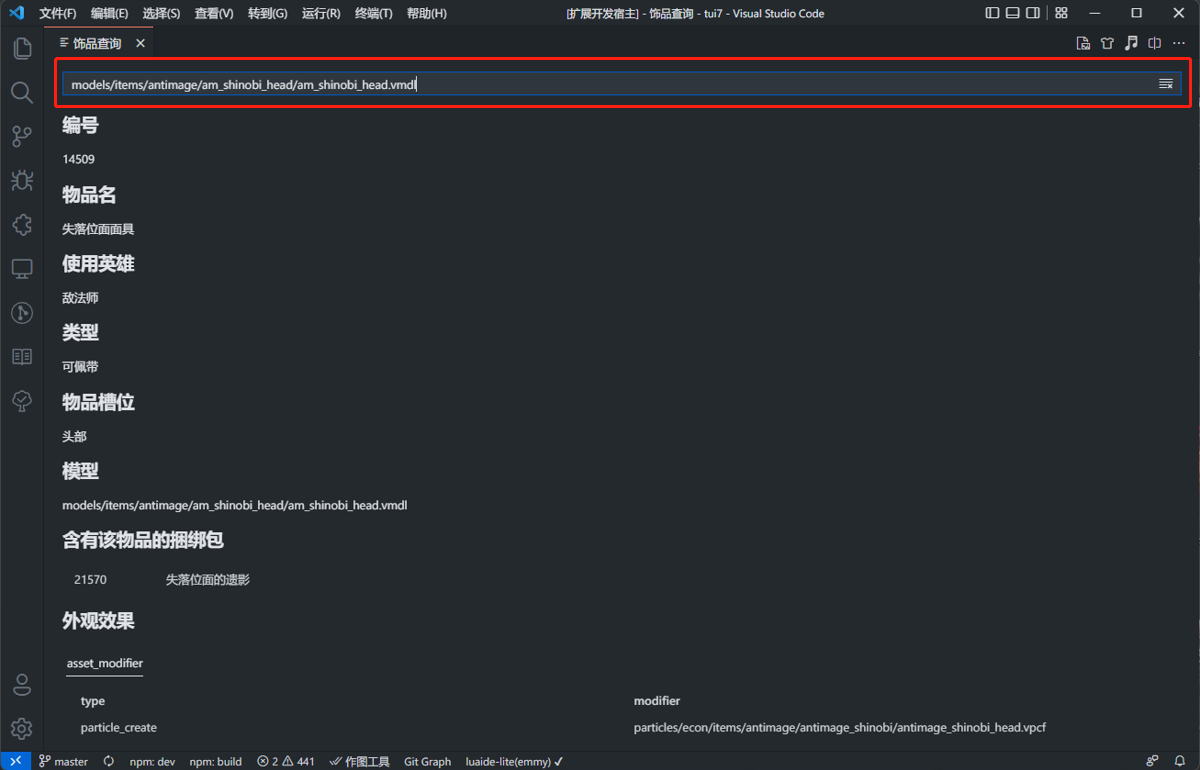 文件(F) 编辑(E) 选择(S) 查看(V) 转到(G) 运行(R) 终端(T) 帮助(H) [扩展开发宿主] - 饰品查询 - tui7 - Visual Studio Code
饰品查询
models/items/antimage/am_shinobi_head/am_shinobi_head.vmdl
编号
14509
物品名
失落位面面具
使用英雄
敌法师
类型
可佩带
物品槽位
头部
模型
models/items/antimage/am_shinobi_head/am_shinobi_head.vmdl
含有该物品的捆绑包
21570 失落位面的遗影
外观效果
asset_modifier
type modifier
particle_create particles/econ/items/antimage/antimage_shinobi/antimage_shinobi_head.vpcf
master npm: dev npm: build 2 441 作图工具 Git Graph luaide-lite(emmy)